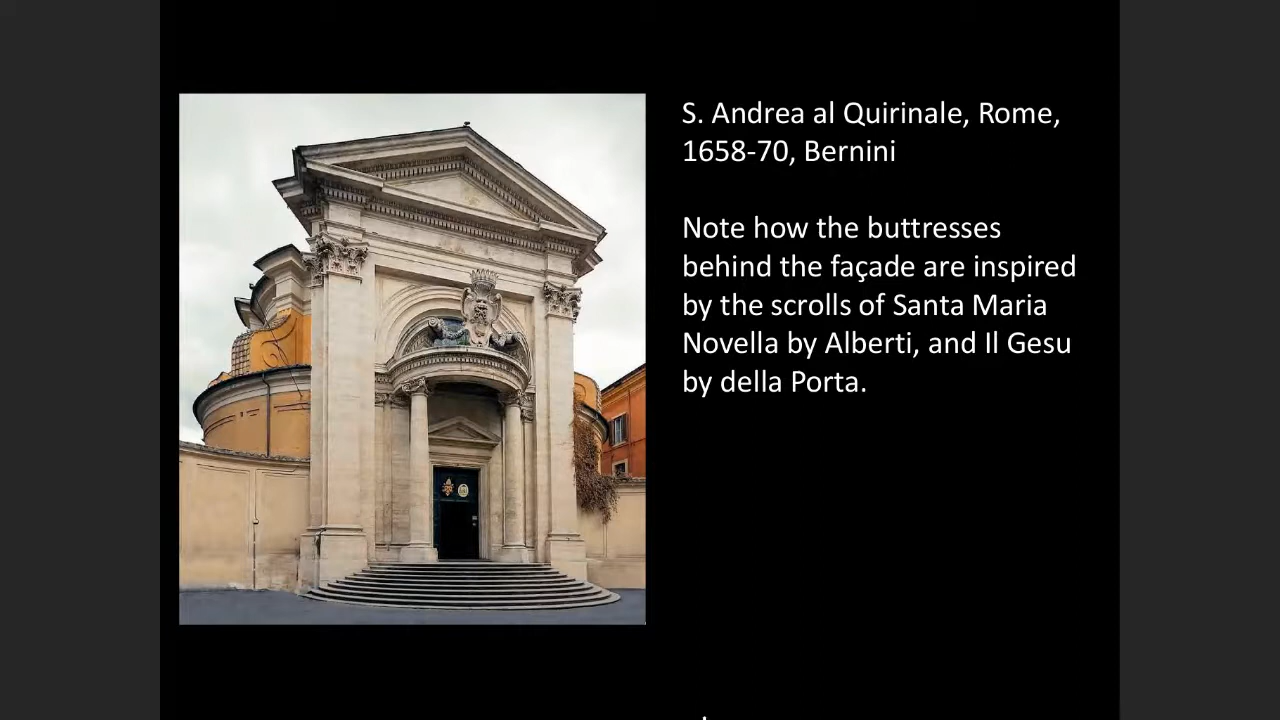 S. Andrea al Quirinale, Rome,
1658-70, Bernini
Note how the buttresses
behind the façade are inspired
by the scrolls of Santa Maria
Novella by Alberti, and Il Gesu
by della Porta.